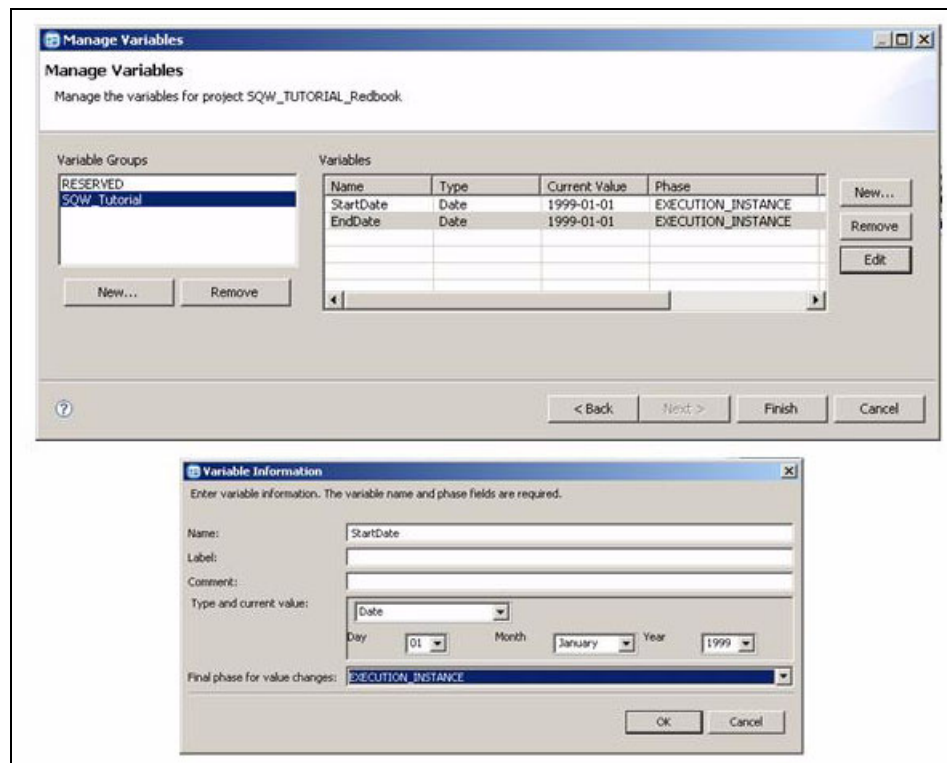 Manage Variables
Manage Variables
Manage the variables for project SQW_TUTORIAL_Redbook
Variable Groups
RESERVED
SQW_Tutorial
New...
Remove
Variables
Name Type Current Value Phase
StartDate Date 1999-01-01 EXECUTION_INSTANCE
EndDate Date 1999-01-01 EXECUTION_INSTANCE
New...
Remove
Edit
?
< Back
Next >
Finish
Cancel
Variable Information
Enter variable information. The variable name and phase fields are required.
Name: StartDate
Label:
Comment:
Type and current value: Date
Day 01 Month January Year 1999
Final phase for value changes: EXECUTION_INSTANCE
OK
Cancel